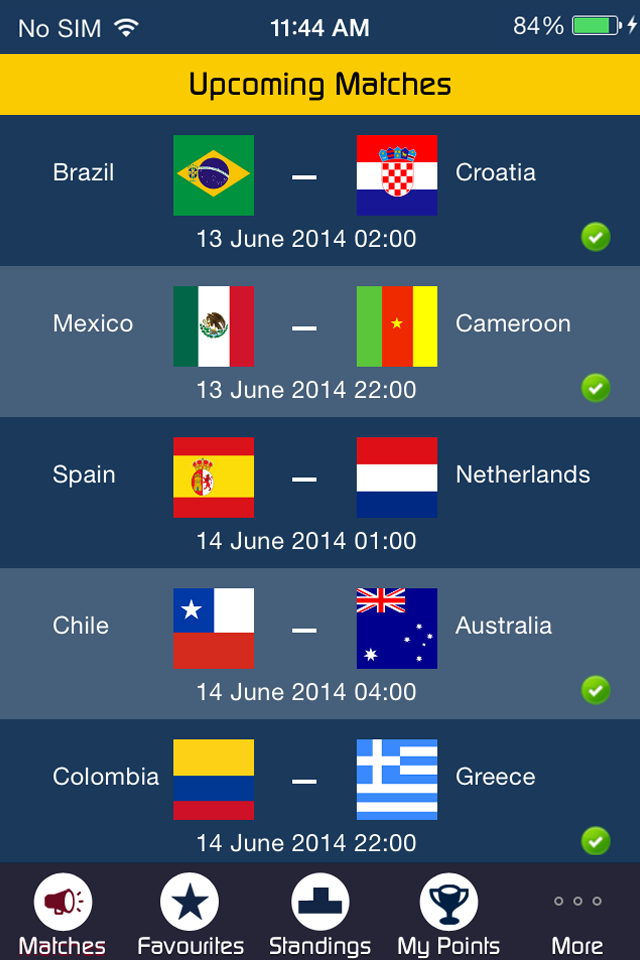 No SIM 11:44 AM 84%
Upcoming Matches
Brazil – Croatia
13 June 2014 02:00
Mexico – Cameroon
13 June 2014 22:00
Spain – Netherlands
14 June 2014 01:00
Chile – Australia
14 June 2014 04:00
Colombia – Greece
14 June 2014 22:00
Matches Favourites Standings My Points More